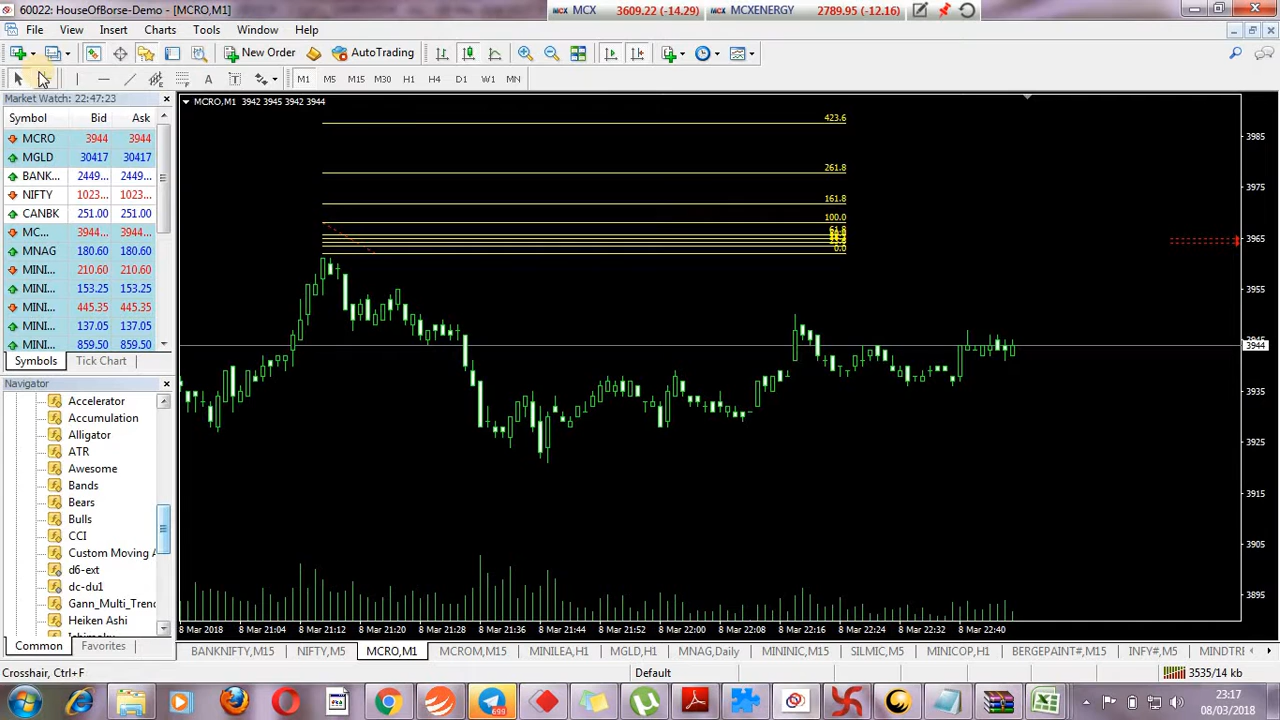 60022: HouseOfBorse-Demo - [MCRO,M1]
MCX MCX 3609.22 (-14.29) MCX MCXENERGY 2789.95 (-12.16)
File View Insert Charts Tools Window Help
New Order AutoTrading
A T M1 M5 M15 M30 H1 H4 D1 W1 MN
Market Watch: 22:47:23
Symbol Bid Ask
MCRO 3944 3944
MGLD 30417 30417
BANK... 2449... 2449...
NIFTY 1023... 1023...
CANBK 251.00 251.00
MC... 3944... 3944...
MNAG 180.60 180.60
MINI... 210.60 210.60
MINI... 153.25 153.25
MINI... 445.35 445.35
MINI... 137.05 137.05
MINI... 859.50 859.50
Symbols Tick Chart
Navigator
Accelerator
Accumulation
Alligator
ATR
Awesome
Bands
Bears
Bulls
CCI
Custom Moving A
d6-ext
dc-du1
Gann_Multi_Trend
Heiken Ashi
Common Favorites
MCRO,M1 3942 3945 3942 3944
423.6
261.8
161.8
100.0
61.8
0.0
3985
3975
3965
3955
3944
3935
3925
3915
3905
3895
8 Mar 2018 8 Mar 21:04 8 Mar 21:12 8 Mar 21:20 8 Mar 21:28 8 Mar 21:36 8 Mar 21:44 8 Mar 21:52 8 Mar 22:00 8 Mar 22:08 8 Mar 22:16 8 Mar 22:24 8 Mar 22:32 8 Mar 22:40
BANKNIFTY,M15 NIFTY,M5 MCRO,M1 MCROM,M15 MINILEA,H1 MGLD,H1 MNAG,Daily MININIC,M15 SILMIC,M5 MINICOP,H1 BERGEPAINT#,M15 INFY#,M5 MINDTRE
Crosshair, Ctrl+F Default 3535/14 kb
699
23:17
08/03/2018